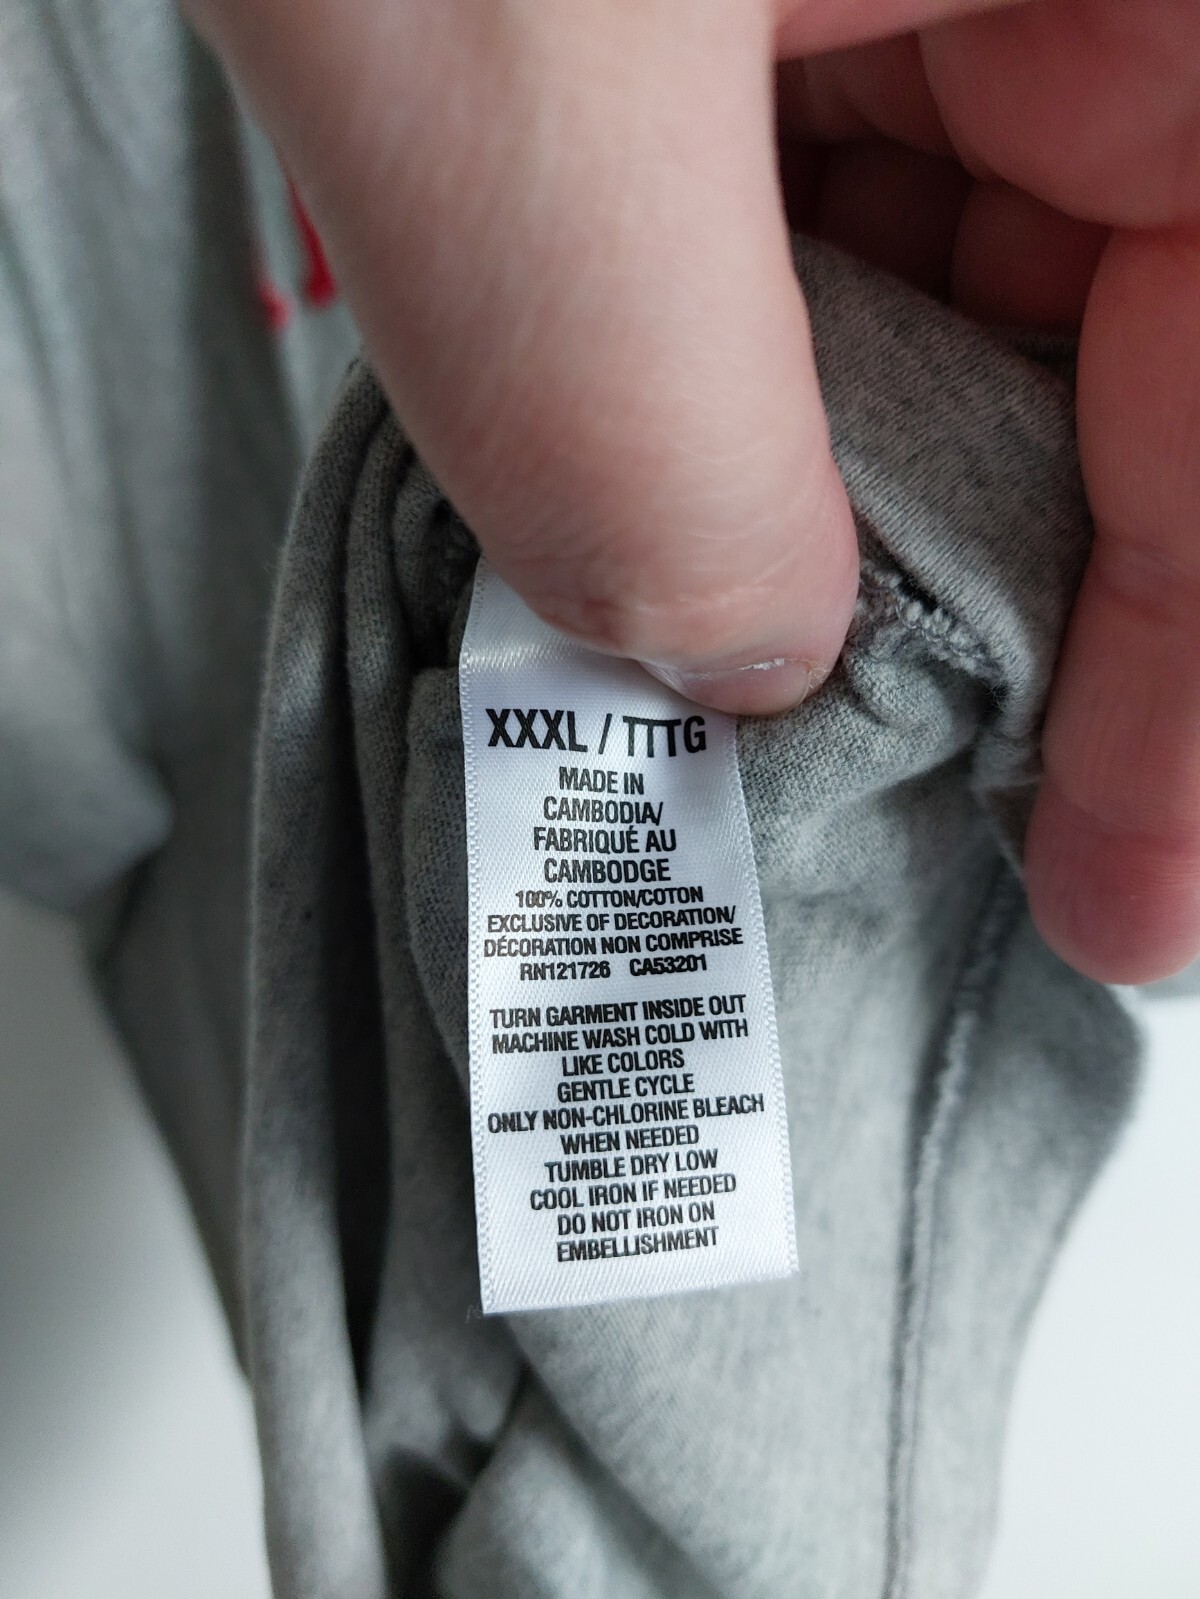 XXXL / TTTG
MADE IN
CAMBODIA/
FABRIQUÉ AU
CAMBODGE
100% COTTON/COTON
EXCLUSIVE OF DECORATION/
DÉCORATION NON COMPRISE
RN121726 CA53201
TURN GARMENT INSIDE OUT
MACHINE WASH COLD WITH
LIKE COLORS
GENTLE CYCLE
ONLY NON-CHLORINE BLEACH
WHEN NEEDED
TUMBLE DRY LOW
COOL IRON IF NEEDED
DO NOT IRON ON
EMBELLISHMENT